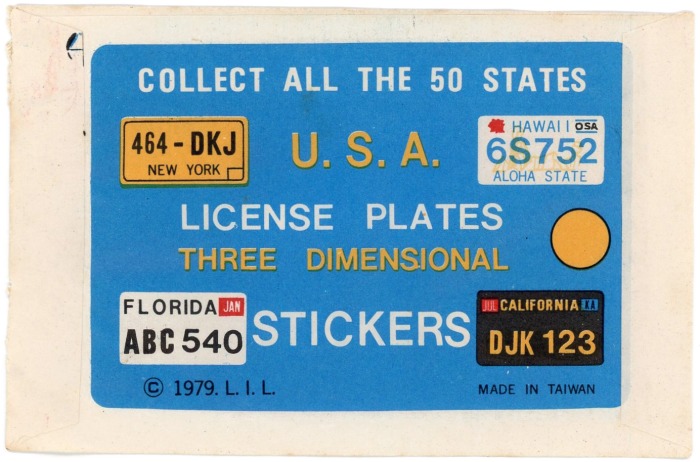 COLLECT ALL THE 50 STATES
464-DKJ
NEW YORK
U. S. A.
HAWAII OSA
6S752
ALOHA STATE
LICENSE PLATES
THREE DIMENSIONAL
FLORIDA JAN
ABC 540
STICKERS
JUL CALIFORNIA XA
DJK 123
© 1979. L. I. L.
MADE IN TAIWAN